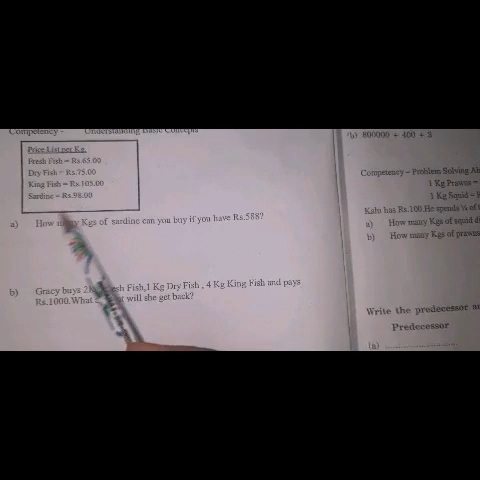 Competency - Understanding Basic Concepts
Price List per Kg.
Fresh Fish = Rs.65.00
Dry Fish = Rs.75.00
King Fish = Rs.105.00
Sardine = Rs.98.00
a) How many Kgs of sardine can you buy if you have Rs.588?
b) Gracy buys 2 Fish,1 Kg Dry Fish , 4 Kg King Fish and pays
Rs.1000.What will she get back?
b) 800000 + 400 + 3
Competency - Problem Solving
1 Kg Prawns =
1 Kg Squid =
Kalu has Rs.100.He spends ¼ of
a) How many Kgs of squid
b) How many Kgs of prawns
Write the predecessor
Predecessor
(a) ........................